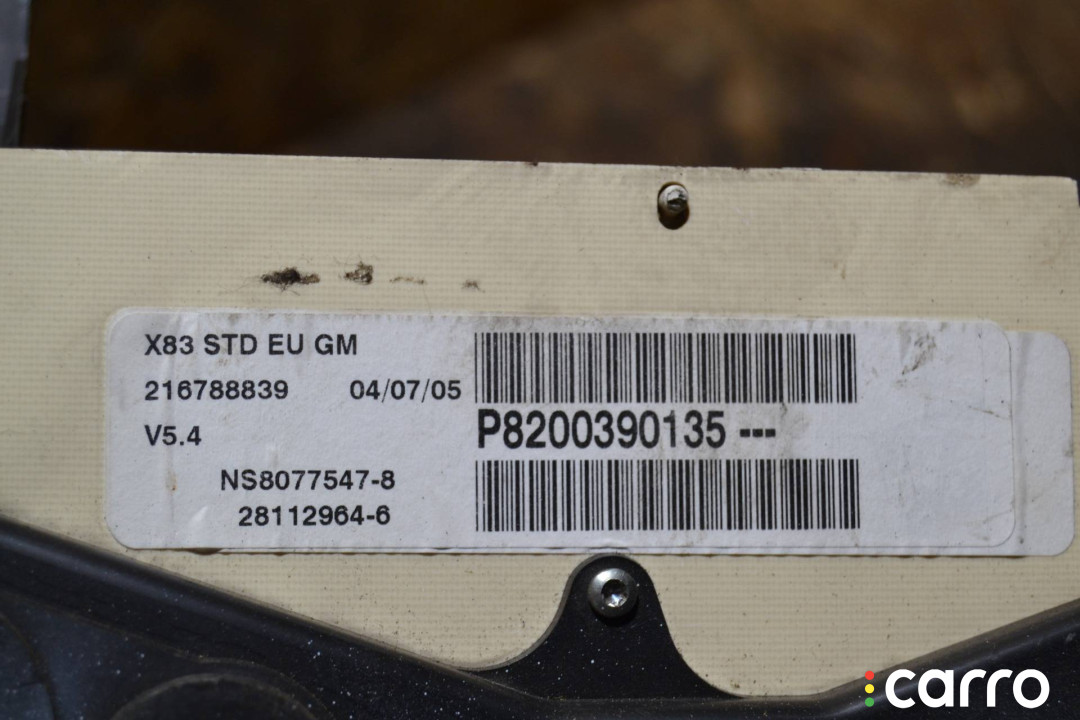 X83 STD EU GM
216788839 04/07/05
V5.4
P8200390135 ---
NS8077547-8
28112964-6
carro